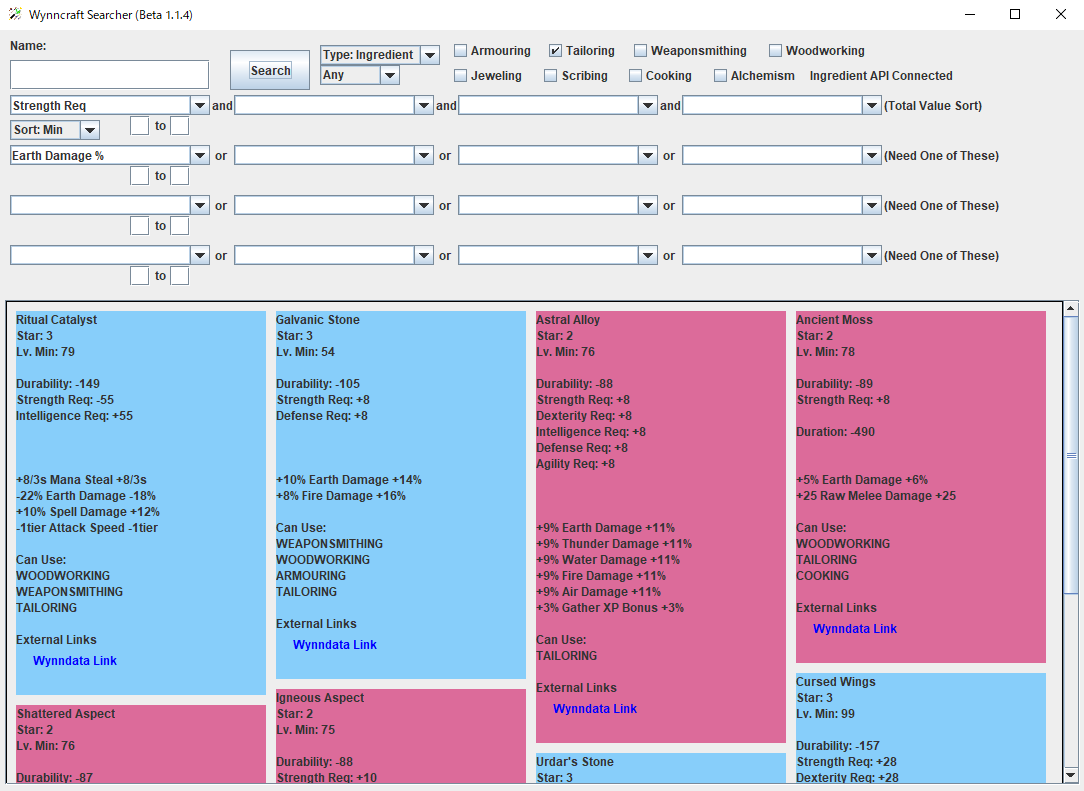 Wynncraft Searcher (Beta 1.1.4)
Name:
Search
Type: Ingredient
Any
Armouring
Tailoring
Weaponsmithing
Woodworking
Jeweling
Scribing
Cooking
Alchemism
Ingredient API Connected
Strength Req and and and (Total Value Sort)
Sort: Min to
Earth Damage % or or or (Need One of These)
to
or or or (Need One of These)
to
or or or (Need One of These)
to
Ritual Catalyst
Star: 3
Lv. Min: 79
Durability: -149
Strength Req: -55
Intelligence Req: +55
+8/3s Mana Steal +8/3s
-22% Earth Damage -18%
+10% Spell Damage +12%
-1tier Attack Speed -1tier
Can Use:
WOODWORKING
WEAPONSMITHING
TAILORING
External Links
Wynndata Link
Galvanic Stone
Star: 3
Lv. Min: 54
Durability: -105
Strength Req: +8
Defense Req: +8
+10% Earth Damage +14%
+8% Fire Damage +16%
Can Use:
WEAPONSMITHING
WOODWORKING
ARMOURING
TAILORING
External Links
Wynndata Link
Astral Alloy
Star: 2
Lv. Min: 76
Durability: -88
Strength Req: +8
Dexterity Req: +8
Intelligence Req: +8
Defense Req: +8
Agility Req: +8
+9% Earth Damage +11%
+9% Thunder Damage +11%
+9% Water Damage +11%
+9% Fire Damage +11%
+9% Air Damage +11%
+3% Gather XP Bonus +3%
Can Use:
TAILORING
External Links
Wynndata Link
Ancient Moss
Star: 2
Lv. Min: 78
Durability: -89
Strength Req: +8
Duration: -490
+5% Earth Damage +6%
+25 Raw Melee Damage +25
Can Use:
WOODWORKING
TAILORING
COOKING
External Links
Wynndata Link
Shattered Aspect
Star: 2
Lv. Min: 76
Durability: -87
Igneous Aspect
Star: 2
Lv. Min: 75
Durability: -88
Strength Req: +10
Urdar's Stone
Star: 3
Cursed Wings
Star: 3
Lv. Min: 99
Durability: -157
Strength Req: +28
Dexterity Req: +28